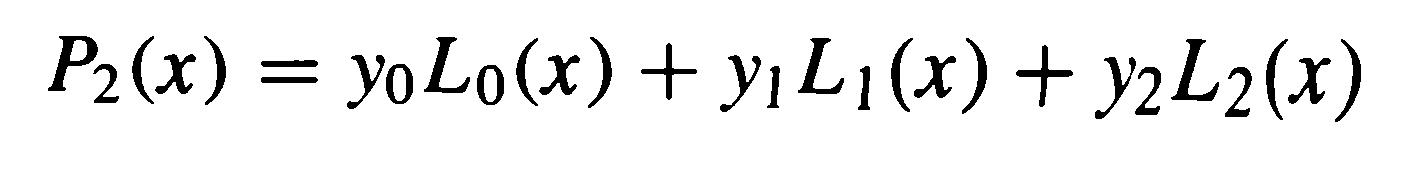 P₂(x) = y₀L₀(x) + y₁L₁(x) + y₂L₂(x)